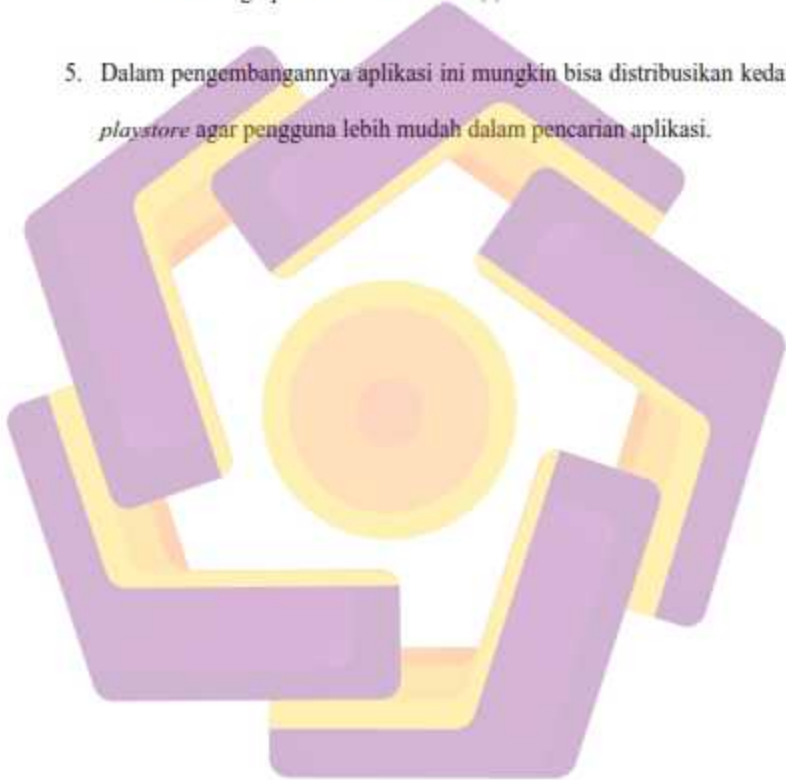 5. Dalam pengembangannya aplikasi ini mungkin bisa distribusikan keda
playstore agar pengguna lebih mudah dalam pencarian aplikasi.